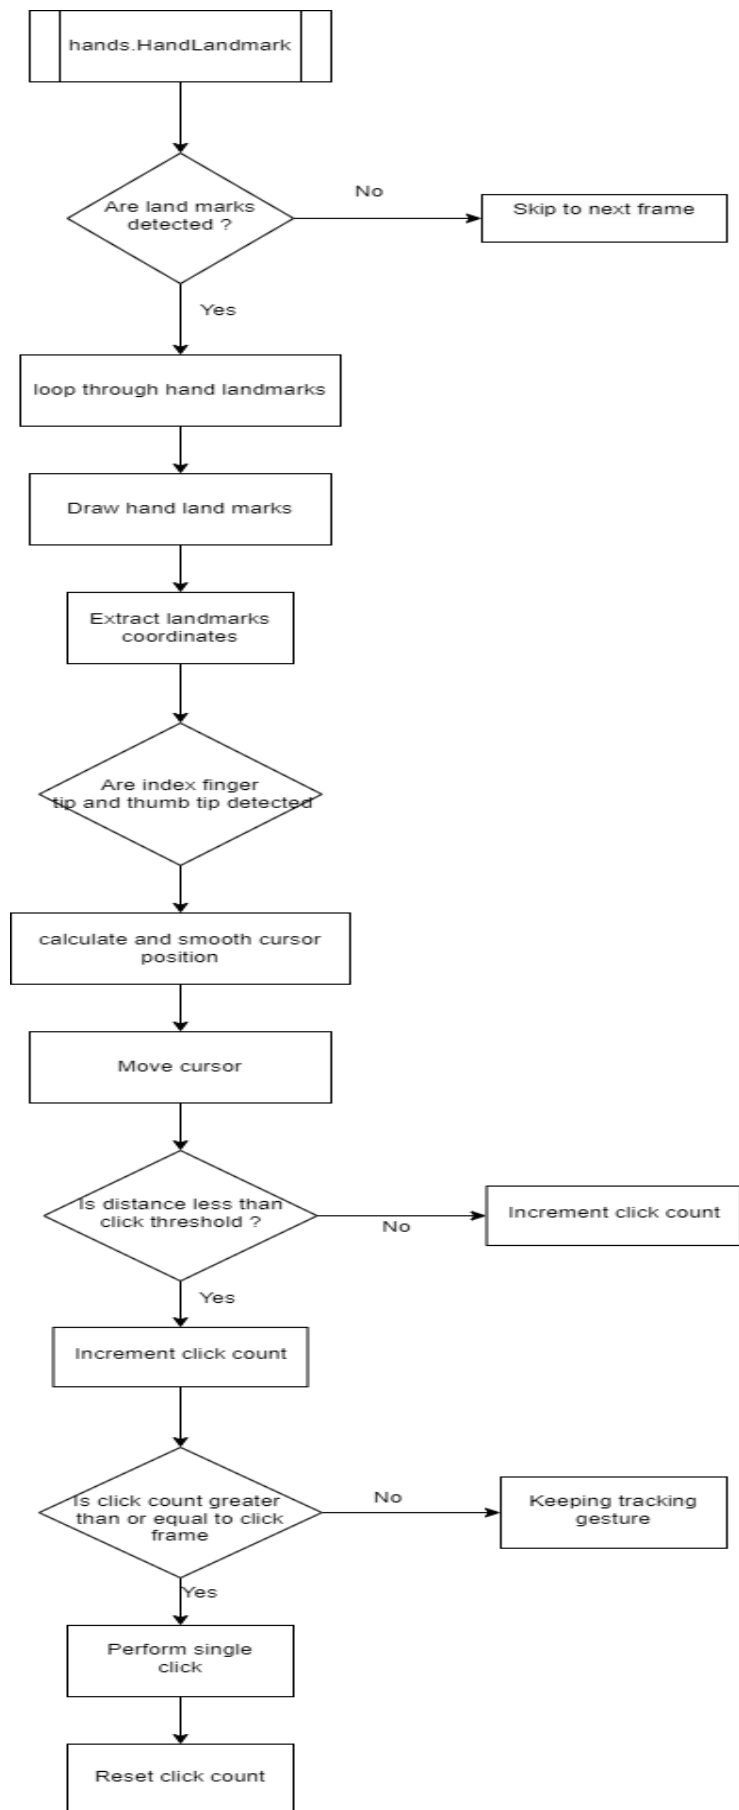 hands.HandLandmark
Are land marks
detected ?
No
Skip to next frame
Yes
loop through hand landmarks
Draw hand land marks
Extract landmarks
coordinates
Are index finger
tip and thumb tip detected
calculate and smooth cursor
position
Move cursor
Is distance less than
click threshold ?
No
Increment click count
Yes
Increment click count
Is click count greater
than or equal to click
frame
No
Keeping tracking
gesture
Yes
Perform single
click
Reset click count